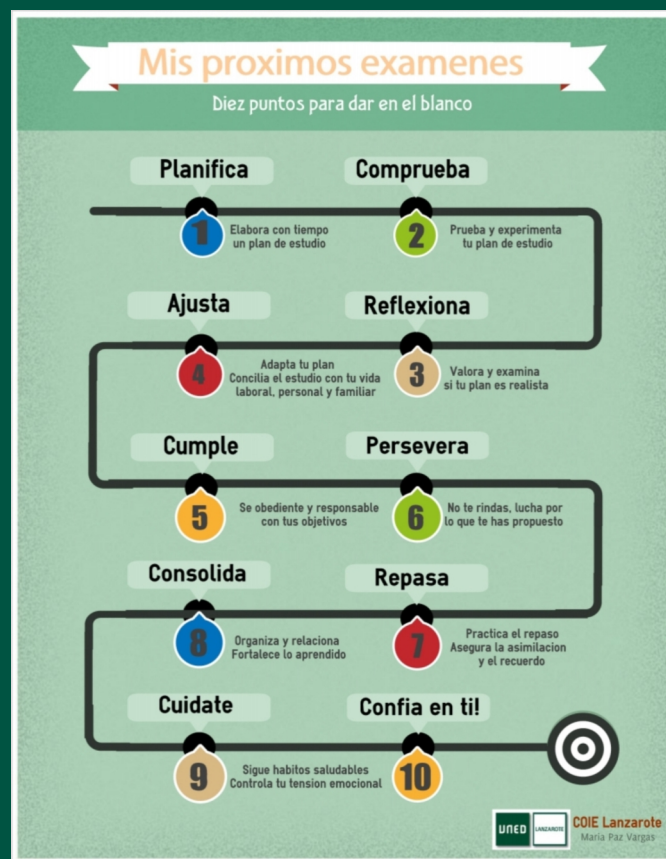 Mis proximos examenes
Diez puntos para dar en el blanco
Planifica
1
Elabora con tiempo
un plan de estudio
Comprueba
2
Prueba y experimenta
tu plan de estudio
Reflexiona
3
Valora y examina
si tu plan es realista
Ajusta
4
Adapta tu plan
Concilia el estudio con tu vida
laboral, personal y familiar
Cumple
5
Se obediente y responsable
con tus objetivos
Persevera
6
No te rindas, lucha por
lo que te has propuesto
Repasa
7
Practica el repaso
Asegura la asimilacion
y el recuerdo
Consolida
8
Organiza y relaciona
Fortalece lo aprendido
Cuidate
9
Sigue habitos saludables
Controla tu tension emocional
Confia en ti!
10
UNED
LANZAROTE
COIE Lanzarote
Maria Paz Vargas